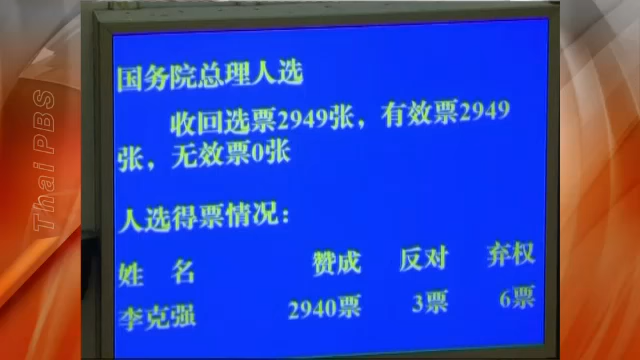 Thai PBS
国务院总理人选
收回选票2949张，有效票2949
张，无效票0张
人选得票情况：
姓 名 赞成 反对 弃权
李克强 2940票 3票 6票